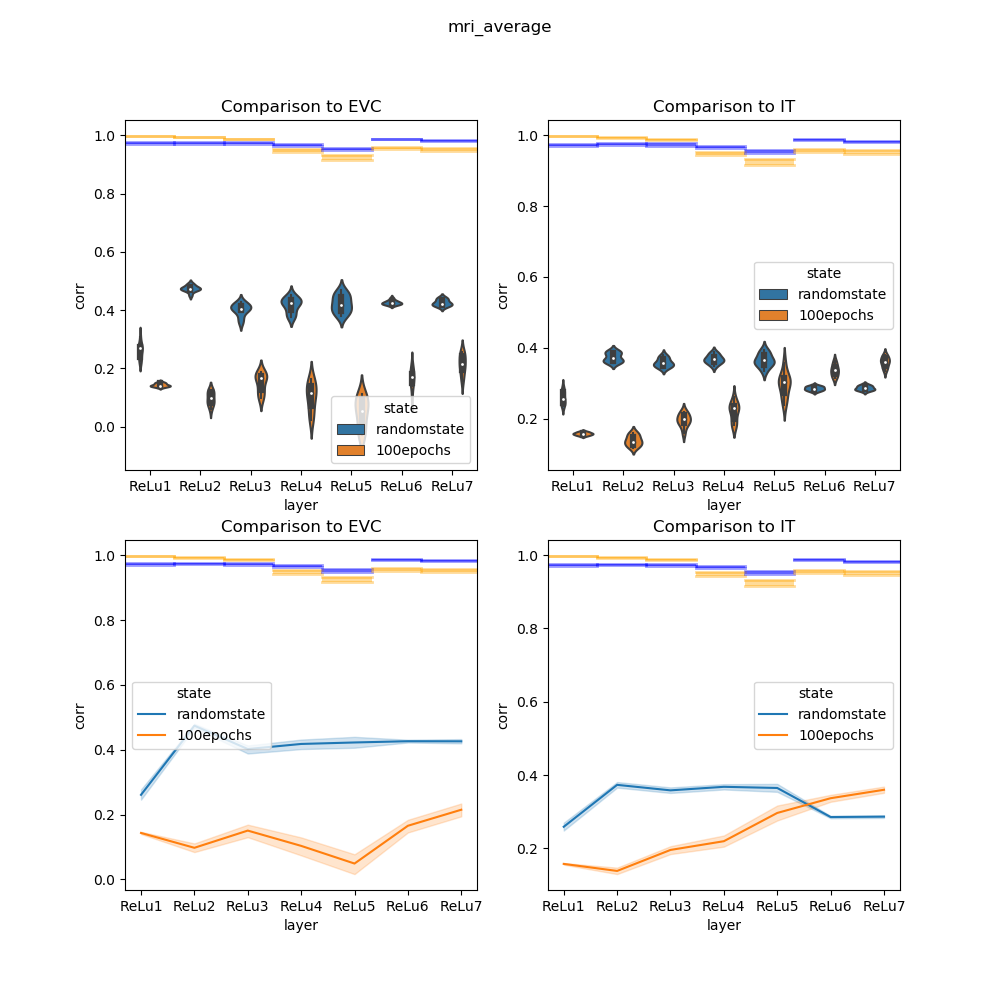 mri_average
Comparison to EVC
1.0
0.8
0.6
0.4
0.2
0.0
corr
state
randomstate
100epochs
ReLu1 ReLu2 ReLu3 ReLu4 ReLu5 ReLu6 ReLu7
layer
Comparison to IT
1.0
0.8
0.6
0.4
0.2
corr
state
randomstate
100epochs
ReLu1 ReLu2 ReLu3 ReLu4 ReLu5 ReLu6 ReLu7
layer
Comparison to EVC
1.0
0.8
0.6
0.4
0.2
0.0
corr
state
randomstate
100epochs
ReLu1 ReLu2 ReLu3 ReLu4 ReLu5 ReLu6 ReLu7
layer
Comparison to IT
1.0
0.8
0.6
0.4
0.2
corr
state
randomstate
100epochs
ReLu1 ReLu2 ReLu3 ReLu4 ReLu5 ReLu6 ReLu7
layer